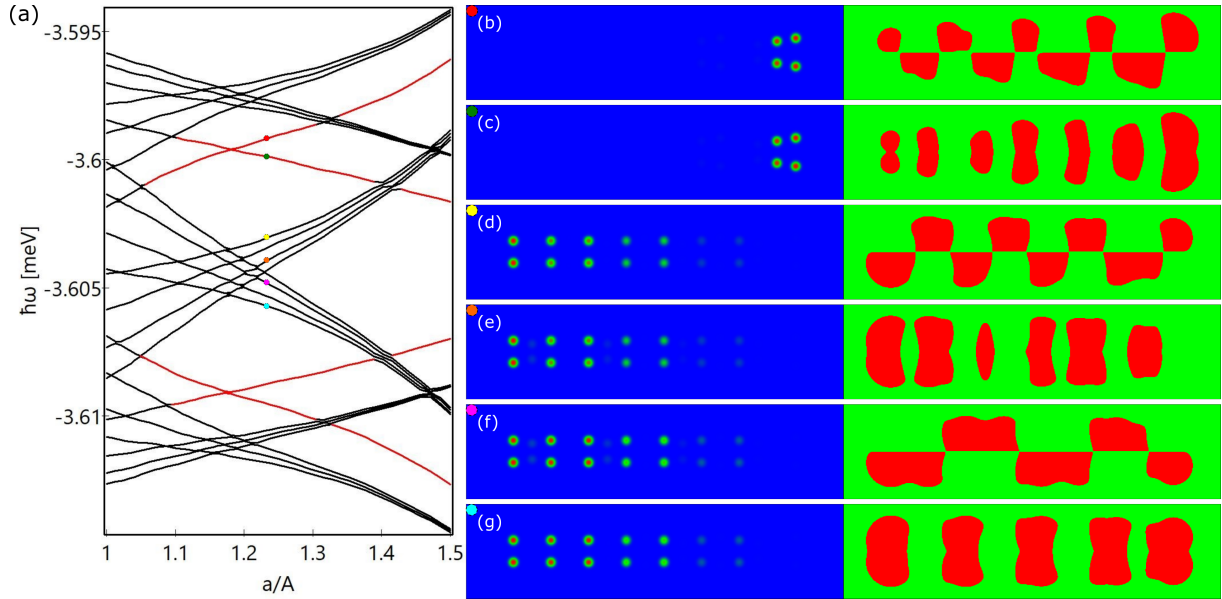 (a)
-3.595
-3.6
-3.605
-3.61
ħω [meV]
1
1.1
1.2
1.3
1.4
1.5
a/A
(b)
(c)
(d)
(e)
(f)
(g)